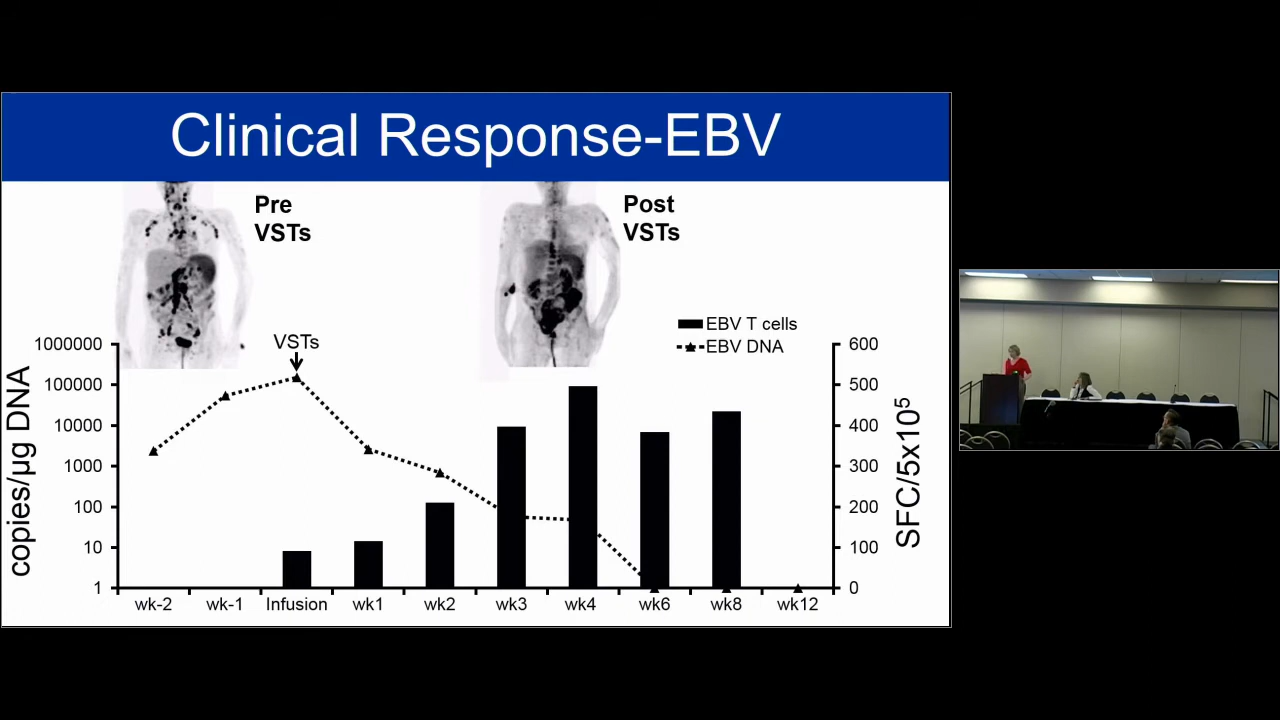 Clinical Response-EBV
Pre
VSTs
Post
VSTs
EBV T cells
EBV DNA
VSTs
copies/µg DNA
1000000
100000
10000
1000
100
10
1
600
500
400
300
200
100
0
SFC/5x10⁵
wk-2 wk-1 Infusion wk1 wk2 wk3 wk4 wk6 wk8 wk12